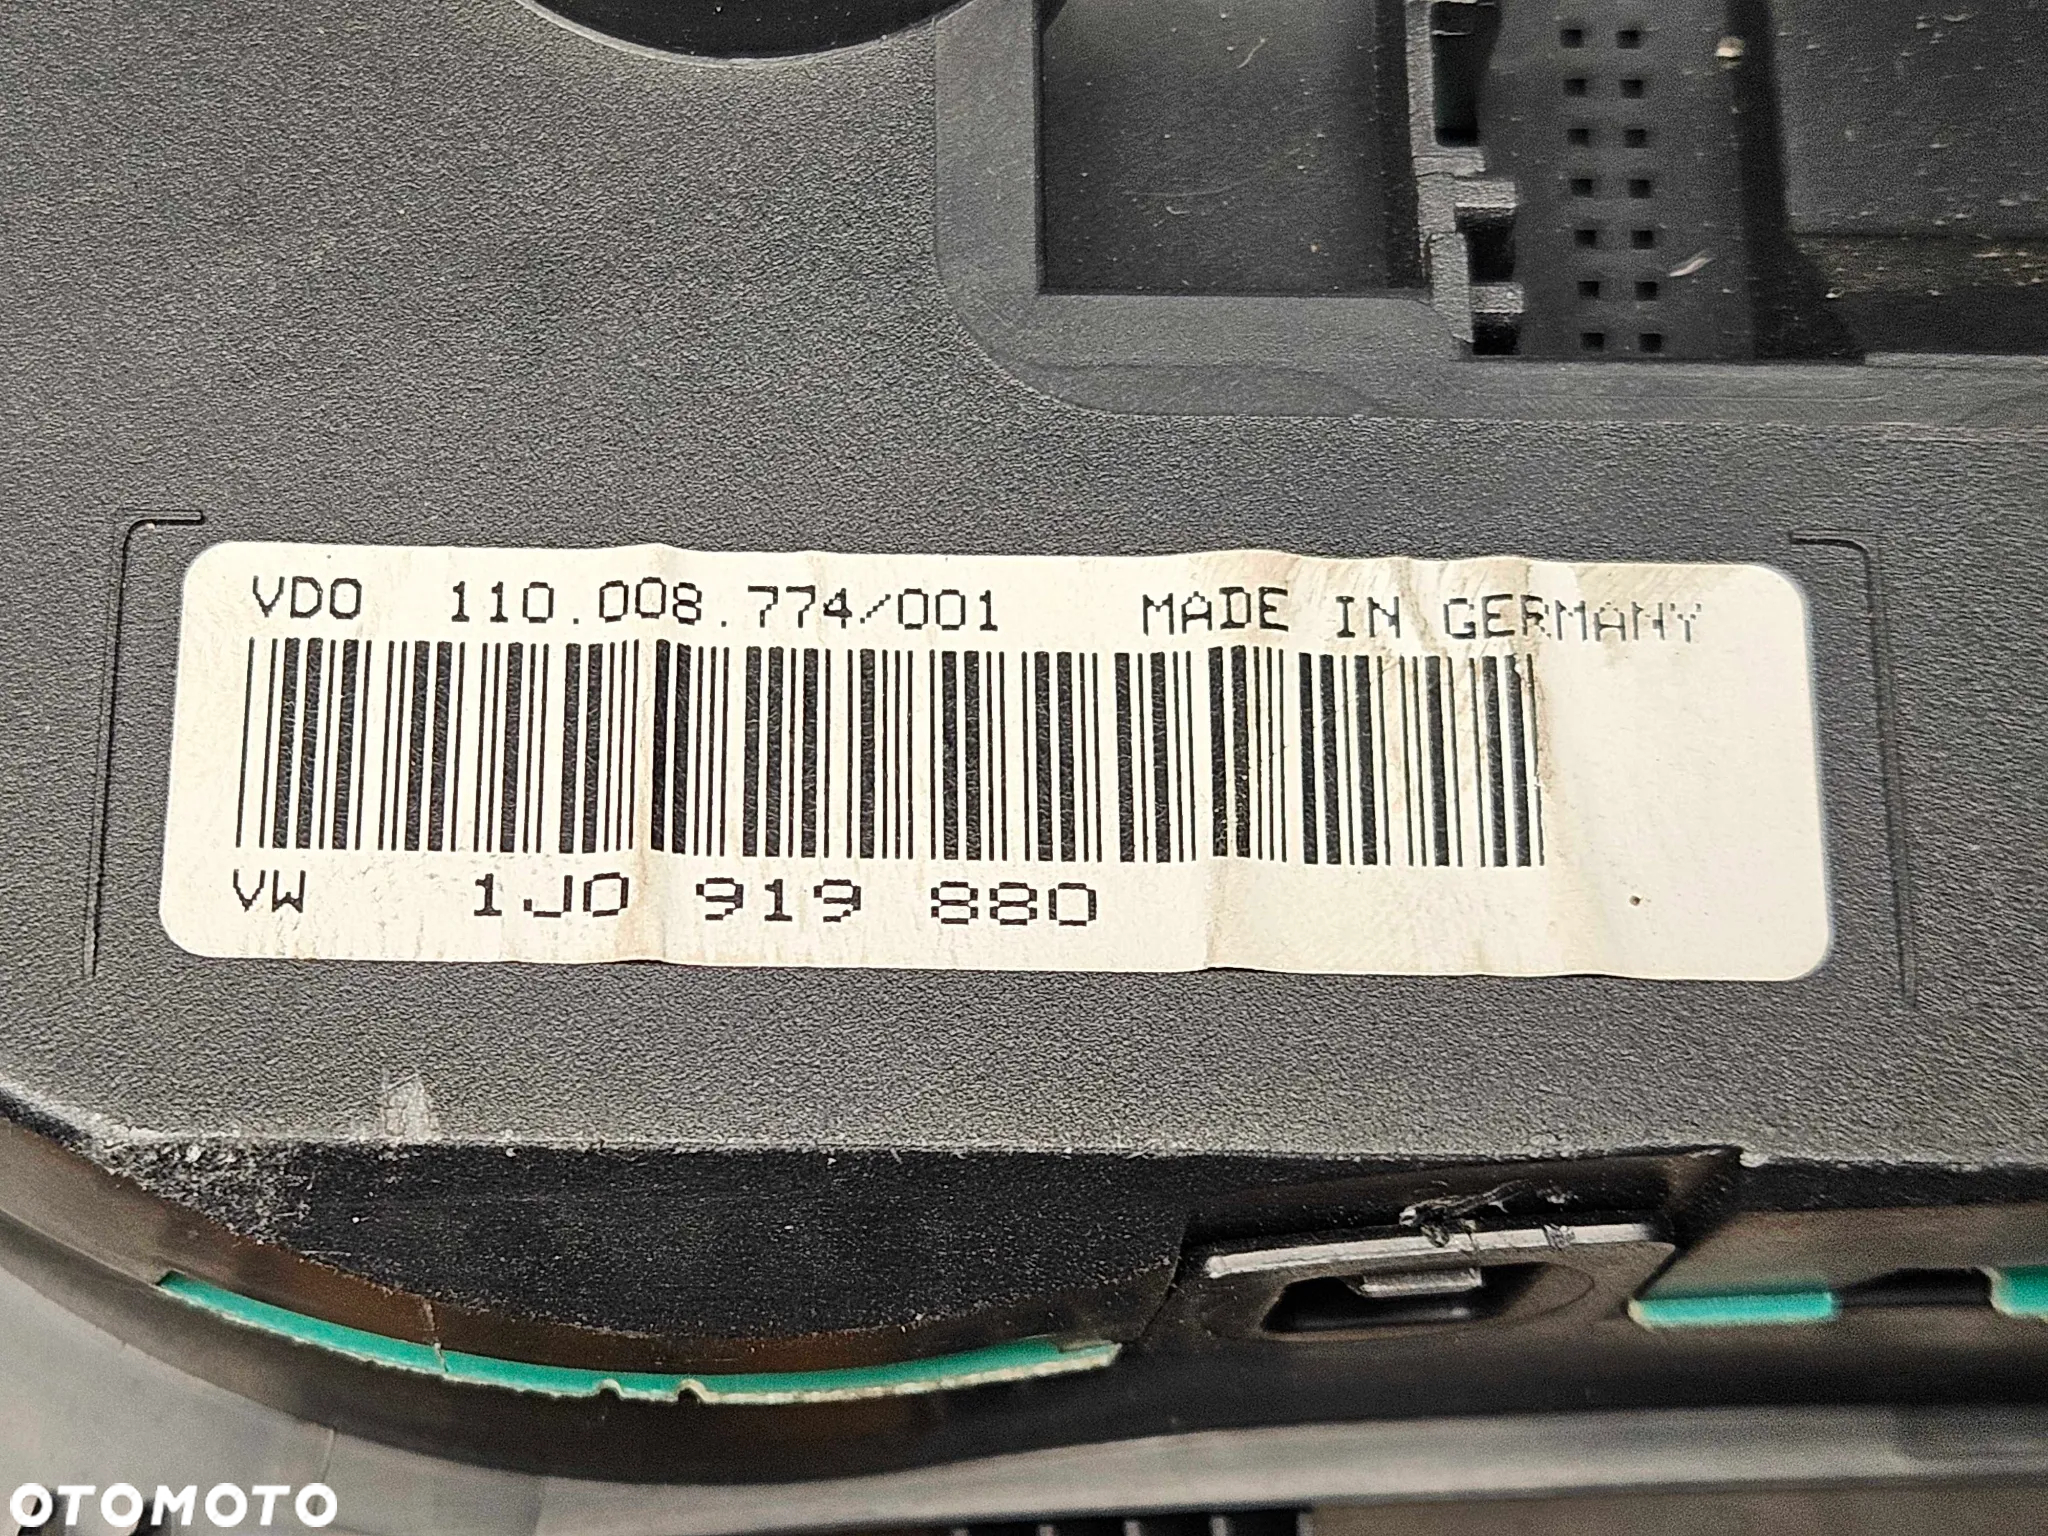 VDO 110.008.774/001 MADE IN GERMANY
VW 1J0 919 880
OTOMOTO